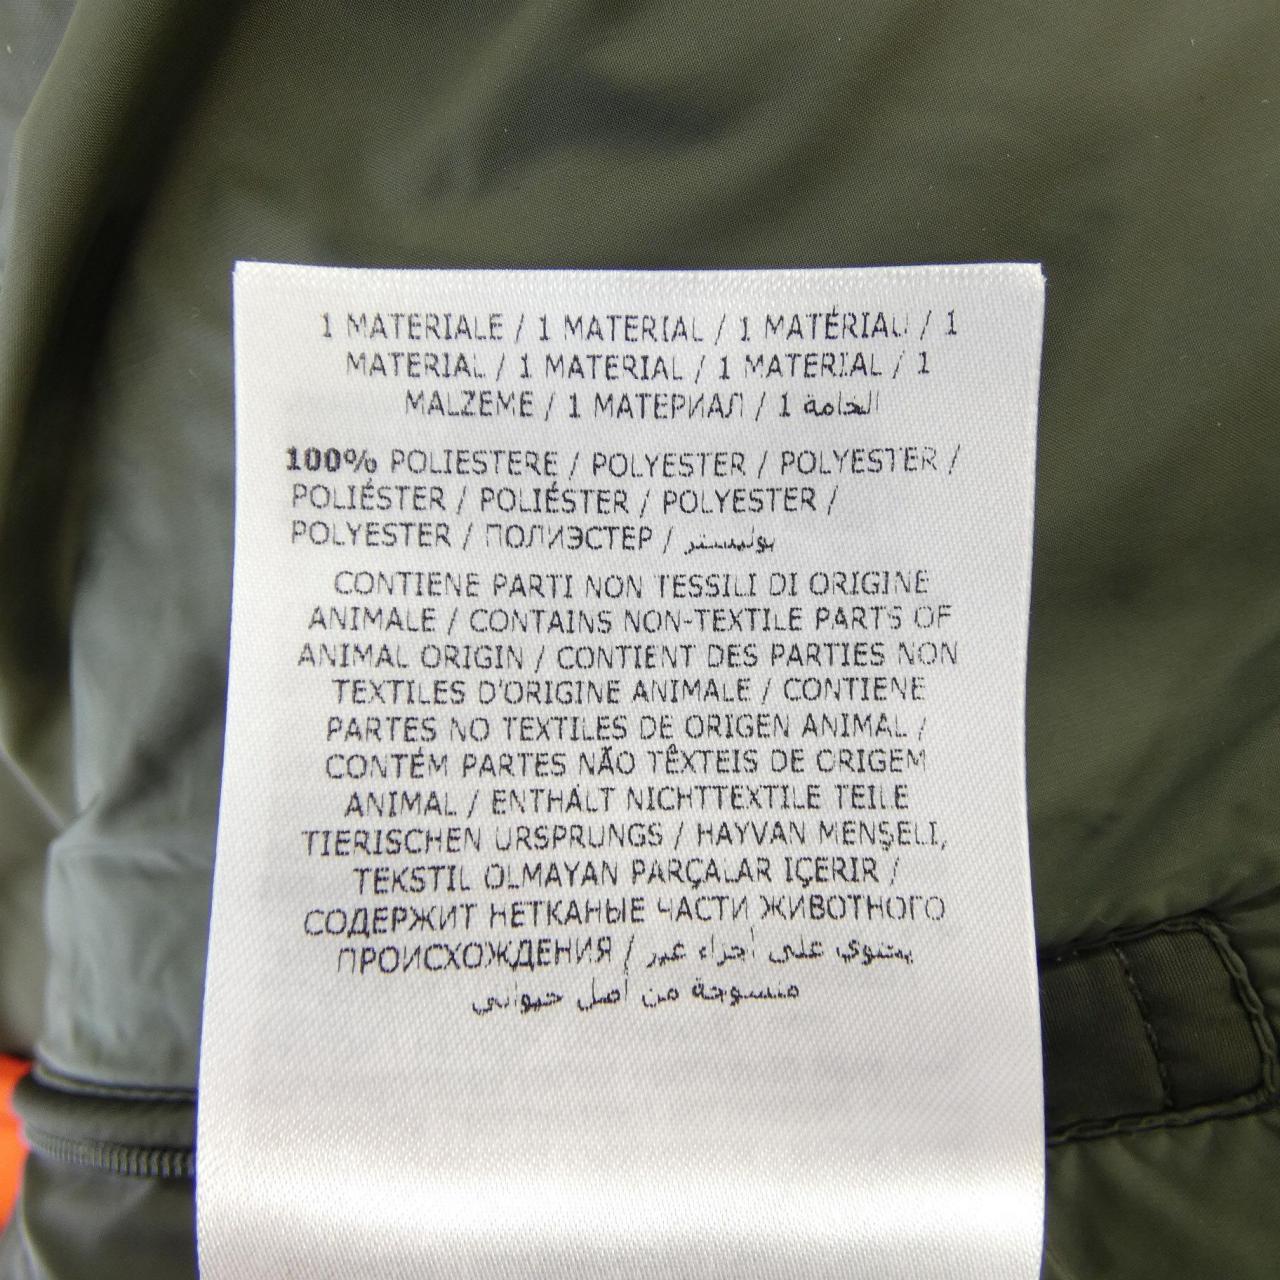 1 MATERIALE / 1 MATERIAL / 1 MATÉRIAU / 1
MATERIAL / 1 MATERIAL / 1 MATERIAL / 1
MALZEME / 1 МАТЕРИАЛ / 1 الخامة
100% POLIESTERE / POLYESTER / POLYESTER /
POLIÉSTER / POLIÉSTER / POLYESTER /
POLYESTER / ПОЛИЭСТЕР / بوليستر
CONTIENE PARTI NON TESSILI DI ORIGINE
ANIMALE / CONTAINS NON-TEXTILE PARTS OF
ANIMAL ORIGIN / CONTIENT DES PARTIES NON
TEXTILES D'ORIGINE ANIMALE / CONTIENE
PARTES NO TEXTILES DE ORIGEN ANIMAL /
CONTÉM PARTES NÃO TÊXTEIS DE ORIGEM
ANIMAL / ENTHÄLT NICHTTEXTILE TEILE
TIERISCHEN URSPRUNGS / HAYVAN MENŞELI,
TEKSTIL OLMAYAN PARÇALAR IÇERIR /
СОДЕРЖИТ НЕТКАНЫЕ ЧАСТИ ЖИВОТНОГО
ПРОИСХОЖДЕНИЯ / يحتوي على أجزاء غير
منسوجة من أصل حيواني